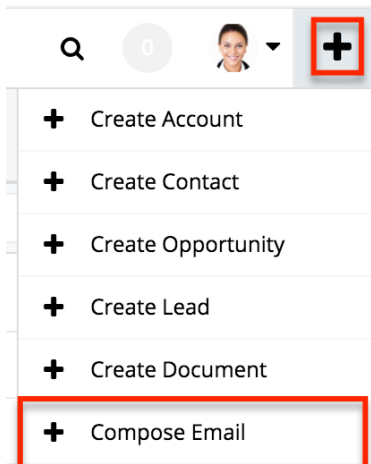 0
Create Account
Create Contact
Create Opportunity
Create Lead
Create Document
Compose Email